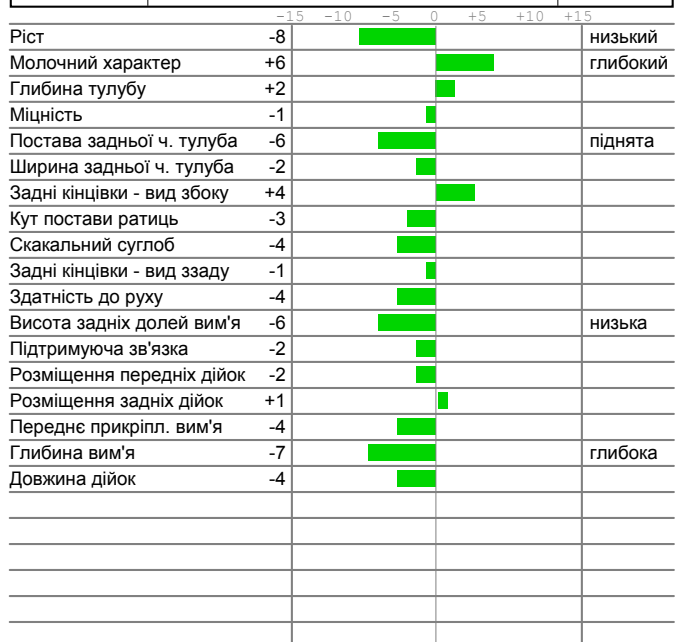 -15 -10 -5 0 +5 +10 +15
Ріст -8 низький
Молочний характер +6 глибокий
Глибина тулубу +2
Міцність -1
Постава задньої ч. тулуба -6 піднята
Ширина задньої ч. тулуба -2
Задні кінцівки - вид збоку +4
Кут постави ратиць -3
Скакальний суглоб -4
Задні кінцівки - вид ззаду -1
Здатність до руху -4
Висота задніх долей вим'я -6 низька
Підтримуюча зв'язка -2
Розміщення передніх дійок -2
Розміщення задніх дійок +1
Переднє прикріпл. вим'я -4
Глибина вим'я -7 глибока
Довжина дійок -4